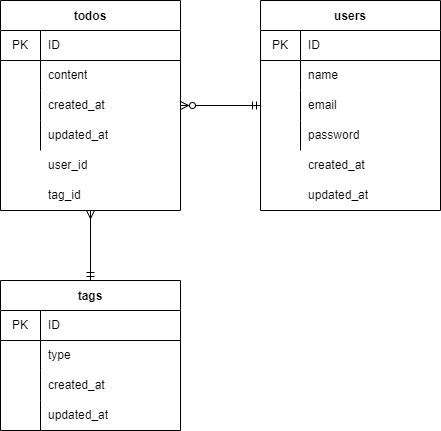 todos
PK ID
content
created_at
updated_at
user_id
tag_id
users
PK ID
name
email
password
created_at
updated_at
tags
PK ID
type
created_at
updated_at